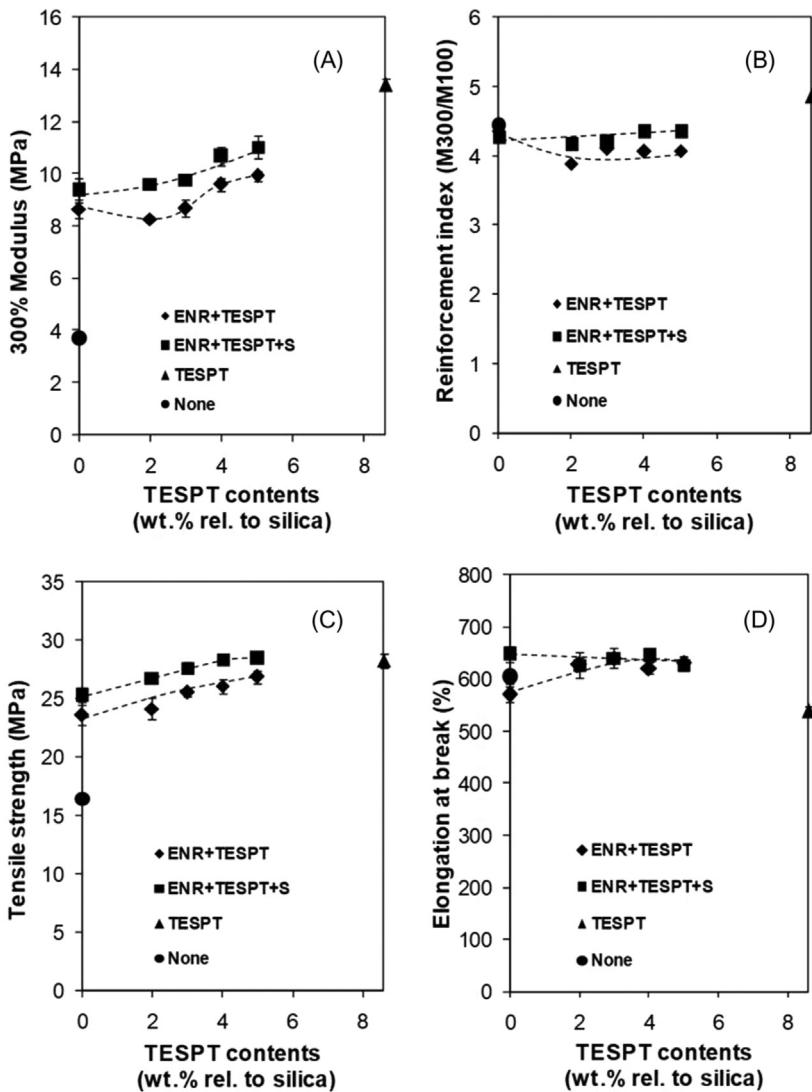 (A)
300% Modulus (MPa)
16
14
12
10
8
6
4
2
0
ENR+TESPT
ENR+TESPT+S
TESPT
None
0 2 4 6 8
TESPT contents
(wt.% rel. to silica)
(B)
Reinforcement index (M300/M100)
6
5
4
3
2
1
0
ENR+TESPT
ENR+TESPT+S
TESPT
None
0 2 4 6 8
TESPT contents
(wt.% rel. to silica)
(C)
Tensile strength (MPa)
35
30
25
20
15
10
5
0
ENR+TESPT
ENR+TESPT+S
TESPT
None
0 2 4 6 8
TESPT contents
(wt.% rel. to silica)
(D)
Elongation at break (%)
800
700
600
500
400
300
200
100
0
ENR+TESPT
ENR+TESPT+S
TESPT
None
0 2 4 6 8
TESPT contents
(wt.% rel. to silica)